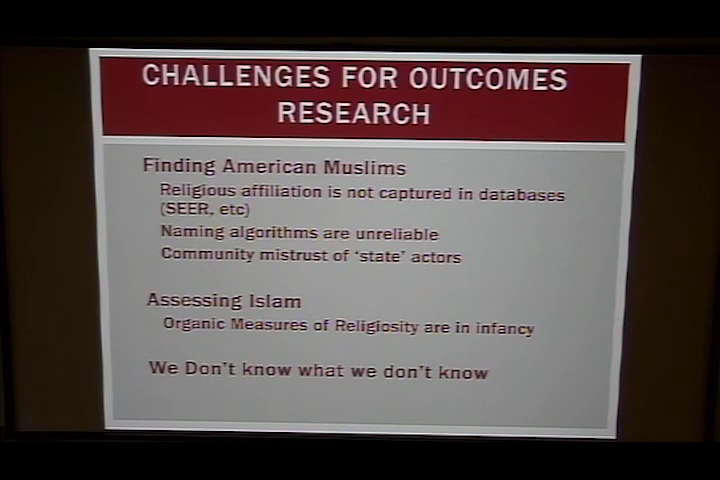 CHALLENGES FOR OUTCOMES
RESEARCH
Finding American Muslims
Religious affiliation is not captured in databases
(SEER, etc)
Naming algorithms are unreliable
Community mistrust of ‘state’ actors
Assessing Islam
Organic Measures of Religiosity are in infancy
We Don’t know what we don’t know